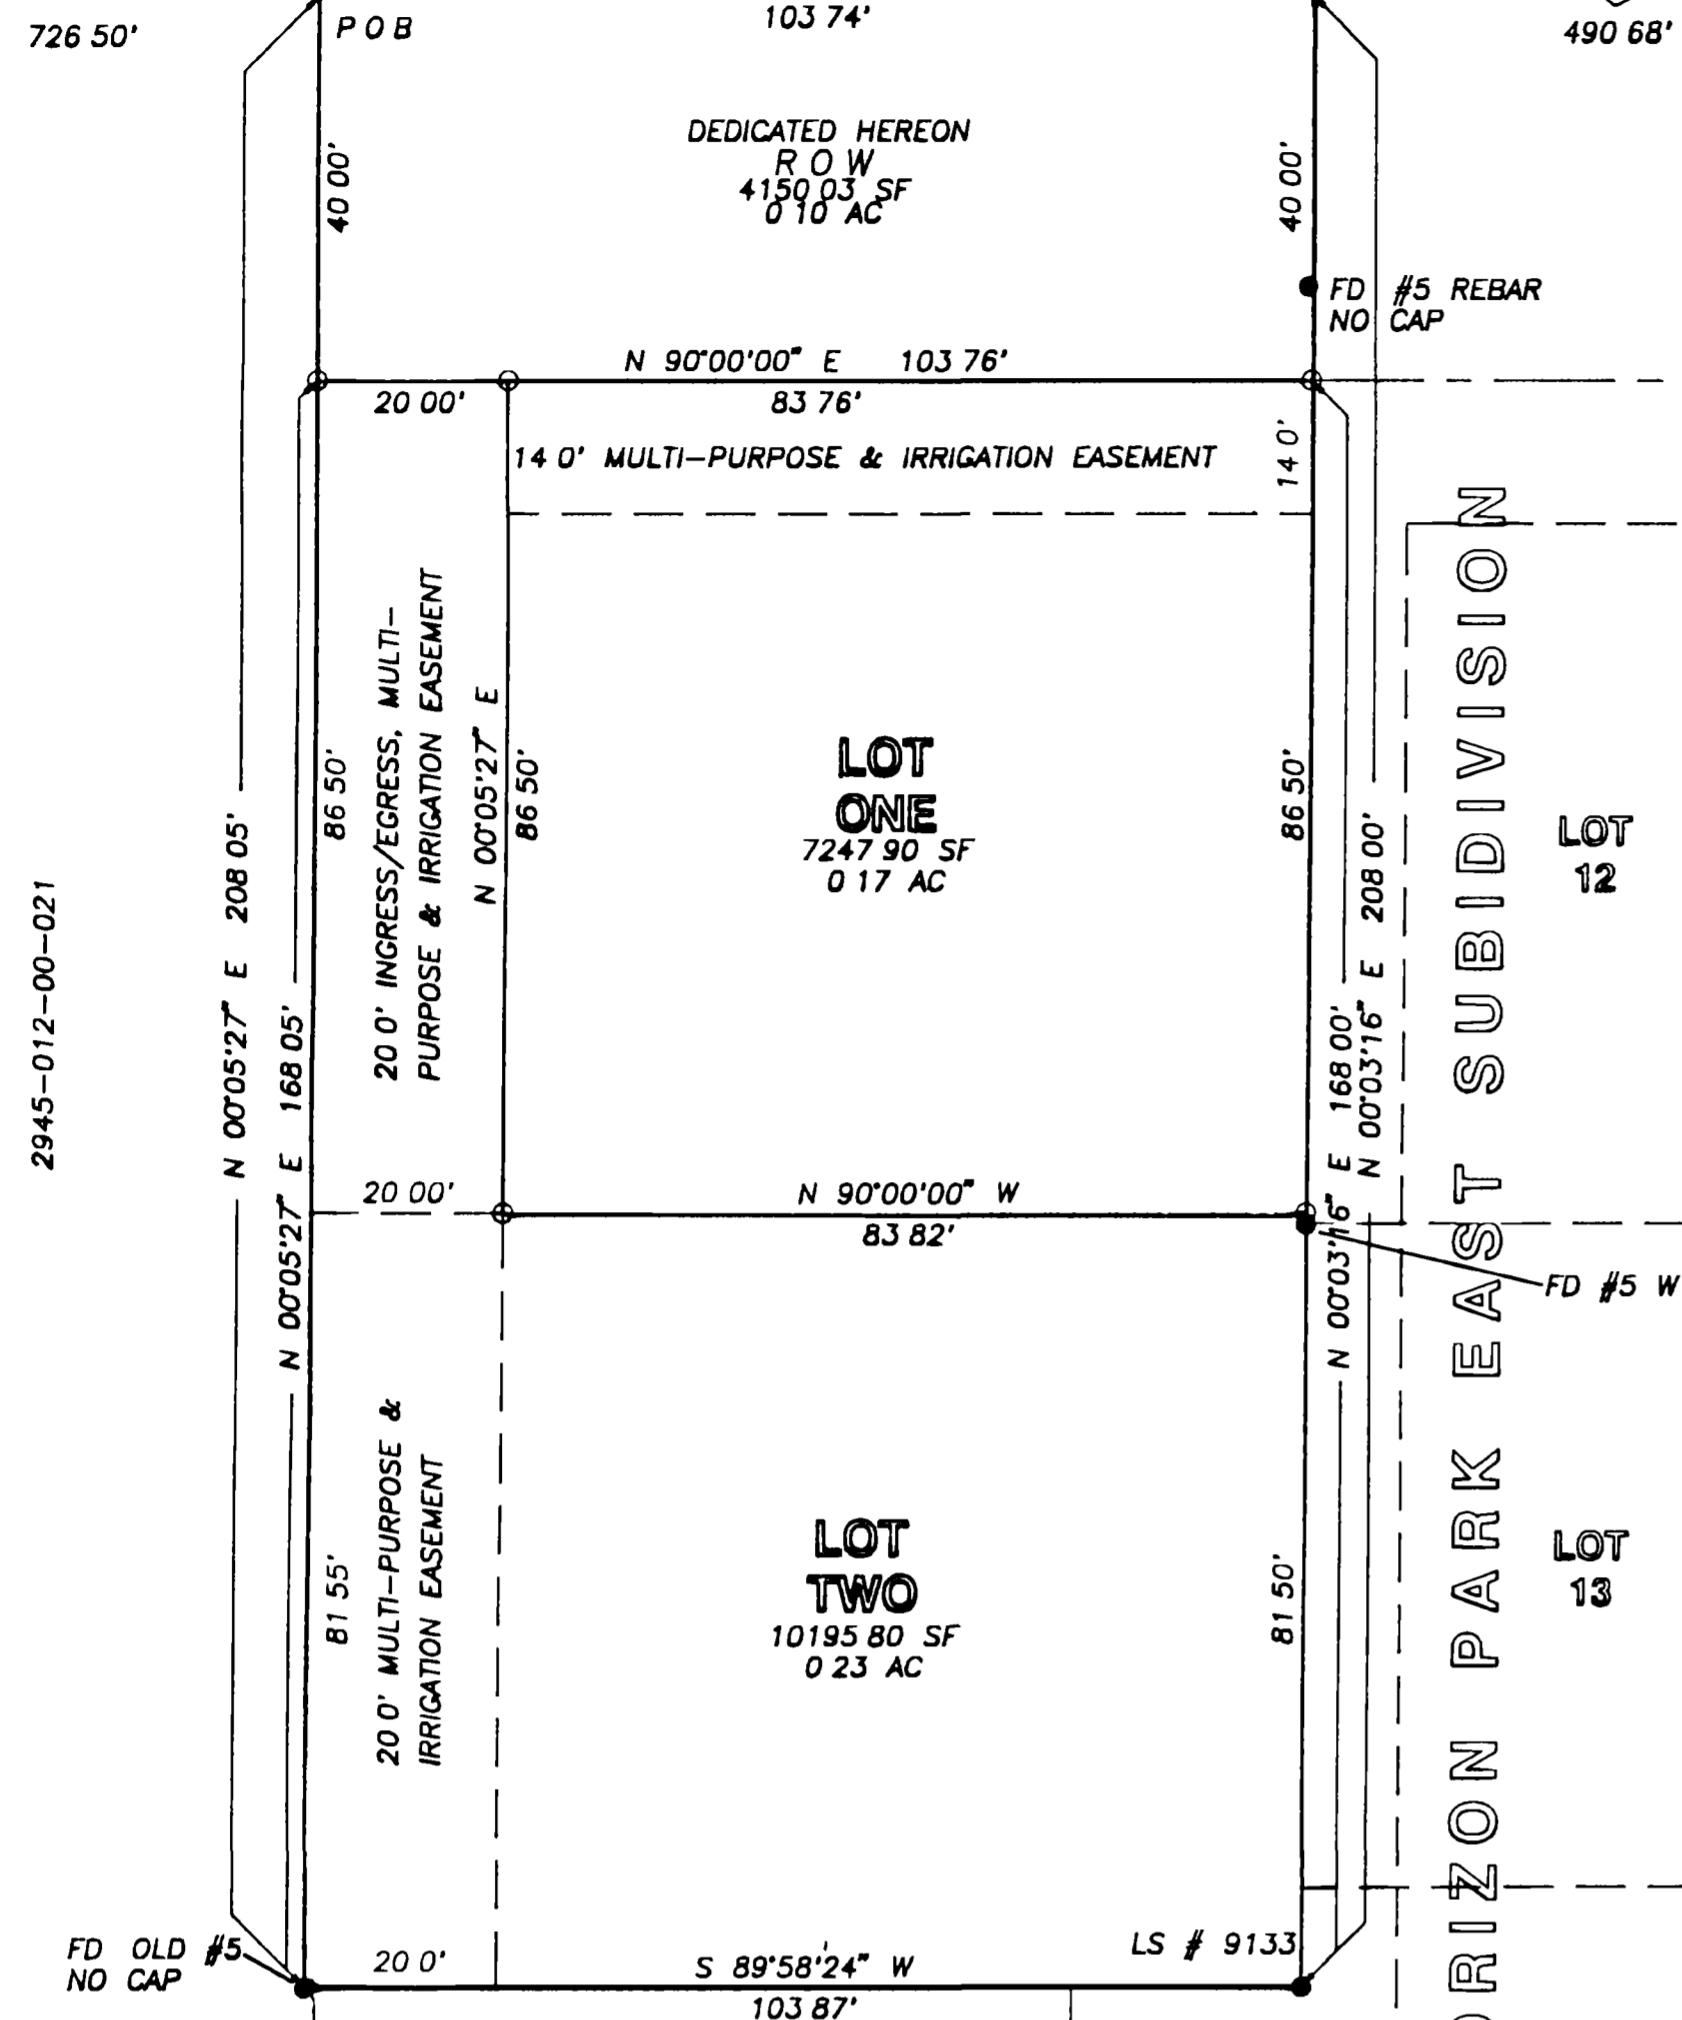 726 50'
P O B
103 74'
490 68'
DEDICATED HEREON
R O W
4150 03 SF
0 10 AC
40 00'
40 00'
FD #5 REBAR
NO CAP
N 90°00'00" E 103 76'
20 00'
83 76'
14 0' MULTI-PURPOSE & IRRIGATION EASEMENT
14 0'
20 0' INGRESS/EGRESS, MULTI-
PURPOSE & IRRIGATION EASEMENT
N 00°05'27" E
86 50'
86 50'
86 50'
LOT
ONE
7247 90 SF
0 17 AC
LOT
12
2945-012-00-021
N 00°05'27" E 208 05'
N 00°05'27" E 168 05'
N 00°03'16" E 168 00'
N 00°03'16" E 208 00'
20 00'
N 90°00'00" W
83 82'
FD #5 W
20 0' MULTI-PURPOSE &
IRRIGATION EASEMENT
81 55'
LOT
TWO
10195 80 SF
0 23 AC
81 50'
LOT
13
ORIZON PARK EAST SUBDIVISION
FD OLD #5
NO CAP
20 0'
S 89°58'24" W
103 87'
LS # 9133